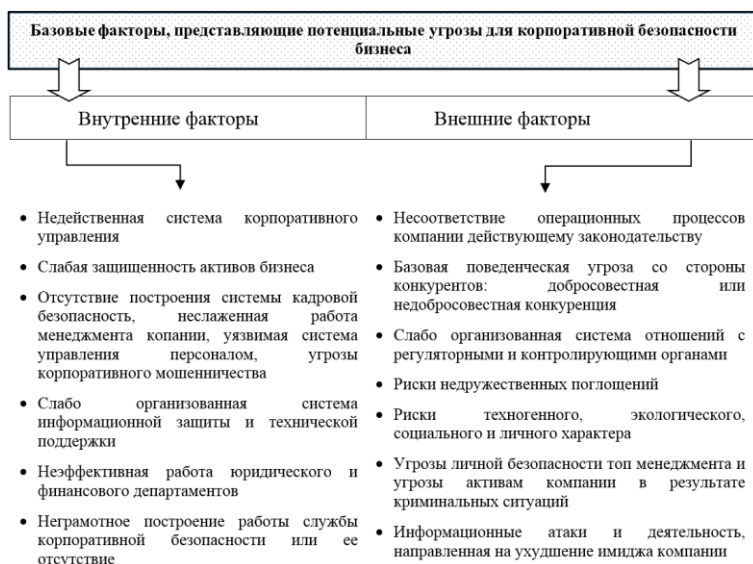 Базовые факторы, представляющие потенциальные угрозы для корпоративной безопасности
бизнеса
Внутренние факторы
Внешние факторы
• Недейственная система корпоративного
управления
• Слабая защищенность активов бизнеса
• Отсутствие построения системы кадровой
безопасность, неслаженная работа
менеджмента копании, уязвимая система
управления персоналом, угрозы
корпоративного мошенничества
• Слабо организованная система
информационной защиты и технической
поддержки
• Неэффективная работа юридического и
финансового департаментов
• Неграмотное построение работы службы
корпоративной безопасности или ее
отсутствие
• Несоответствие операционных процессов
компании действующему законодательству
• Базовая поведенческая угроза со стороны
конкурентов: добросовестная или
недобросовестная конкуренция
• Слабо организованная система отношений с
регуляторными и контролирующими органами
• Риски недружественных поглощений
• Риски техногенного, экологического,
социального и личного характера
• Угрозы личной безопасности топ менеджмента и
угрозы активам компании в результате
криминальных ситуаций
• Информационные атаки и деятельность,
направленная на ухудшение имиджа компании